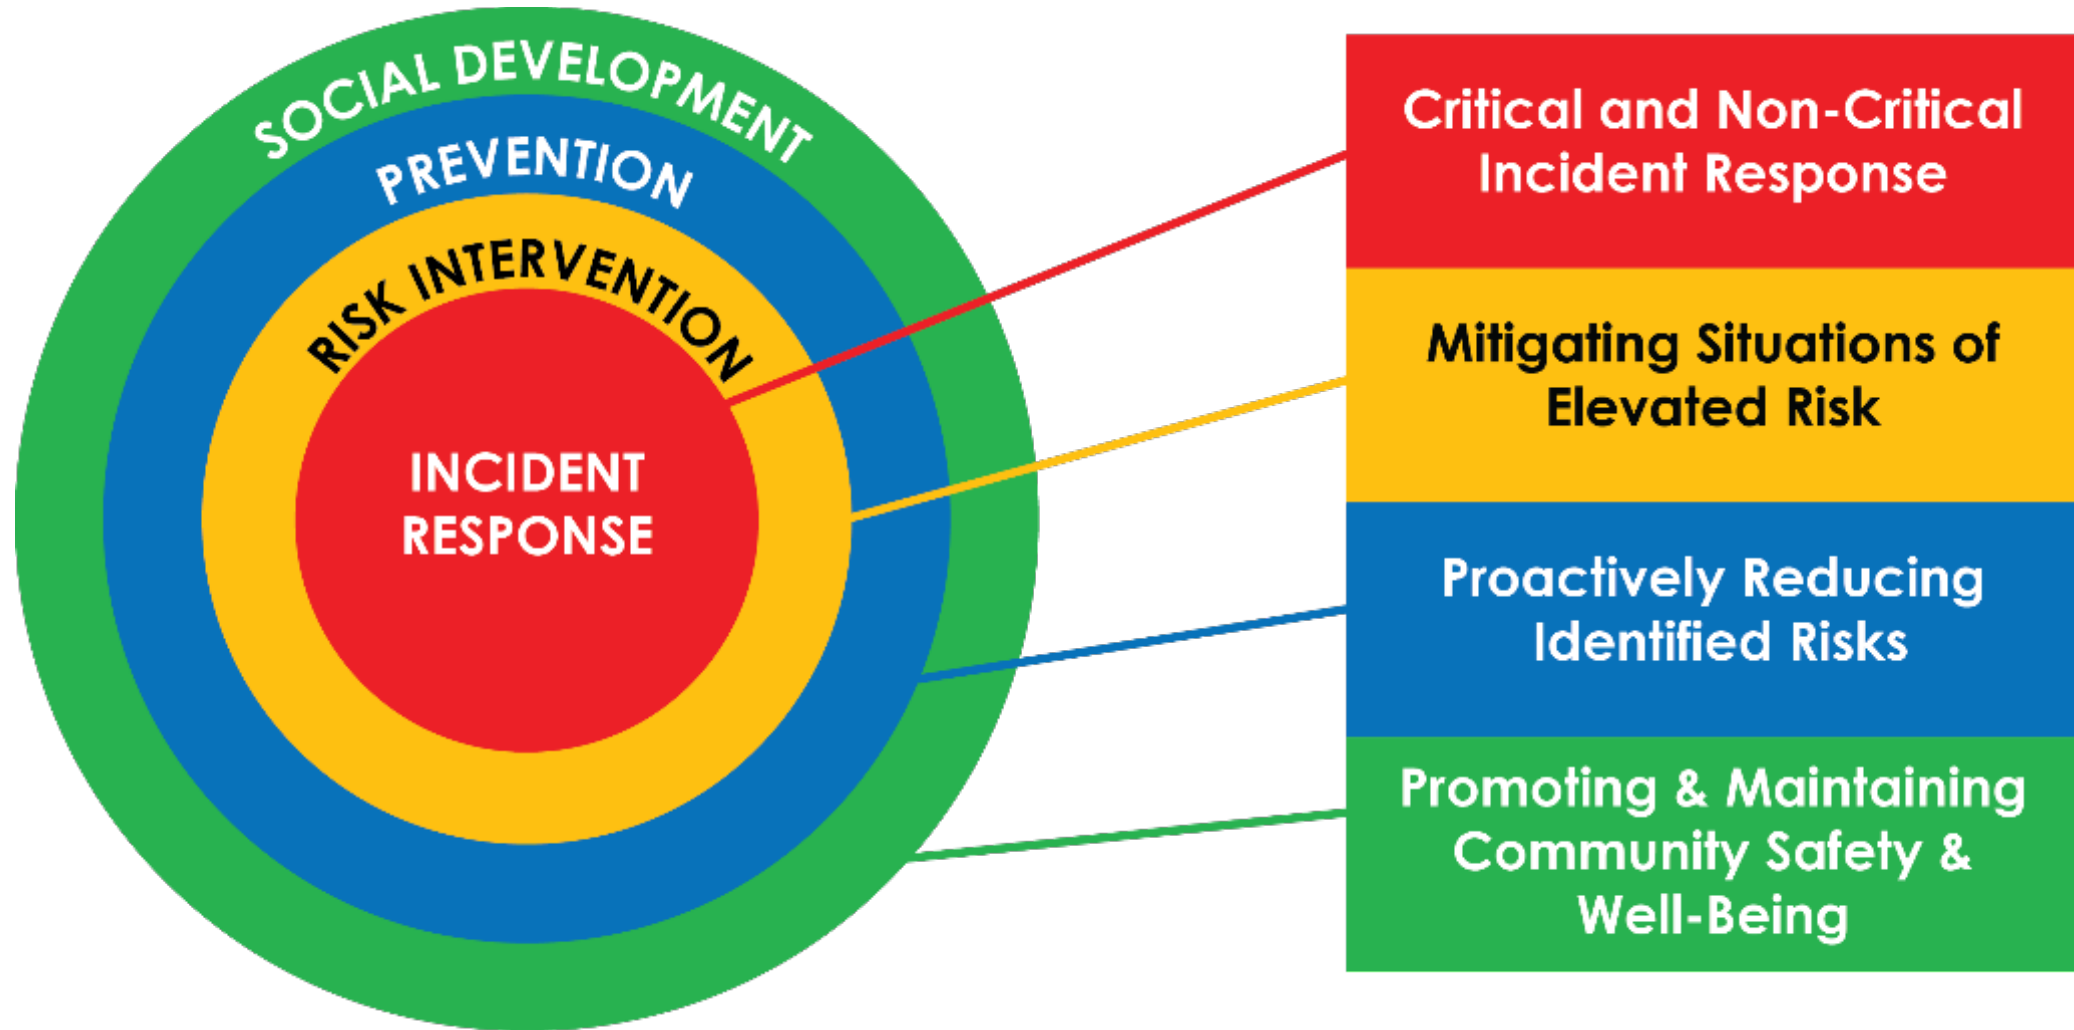 SOCIAL DEVELOPMENT
PREVENTION
RISK INTERVENTION
INCIDENT
RESPONSE
Critical and Non-Critical
Incident Response
Mitigating Situations of
Elevated Risk
Proactively Reducing
Identified Risks
Promoting & Maintaining
Community Safety &
Well-Being